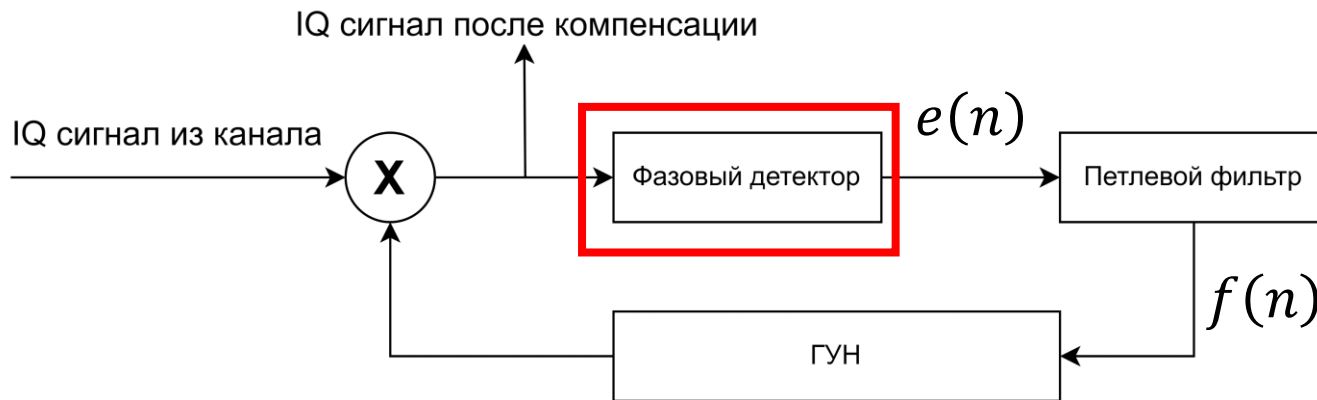 IQ сигнал после компенсации
IQ сигнал из канала
X
Фазовый детектор
e(n)
Петлевой фильтр
f(n)
ГУН